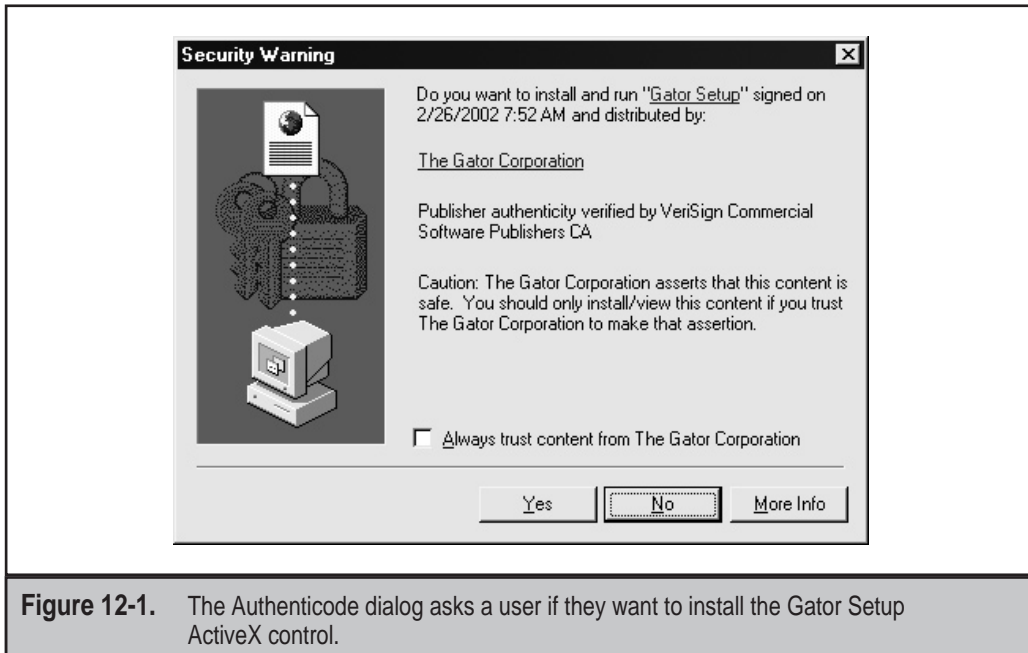 Security Warning
Do you want to install and run "Gator Setup" signed on
2/26/2002 7:52 AM and distributed by:
The Gator Corporation
Publisher authenticity verified by VeriSign Commercial
Software Publishers CA
Caution: The Gator Corporation asserts that this content is
safe. You should only install/view this content if you trust
The Gator Corporation to make that assertion.
Always trust content from The Gator Corporation
Yes No More Info
Figure 12-1. The Authenticode dialog asks a user if they want to install the Gator Setup
ActiveX control.